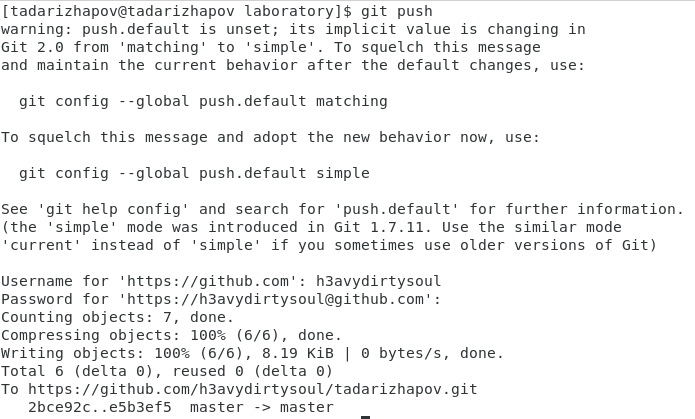 [tadarizhapov@tadarizhapov laboratory]$ git push
warning: push.default is unset; its implicit value is changing in
Git 2.0 from 'matching' to 'simple'. To squelch this message
and maintain the current behavior after the default changes, use:
git config --global push.default matching
To squelch this message and adopt the new behavior now, use:
git config --global push.default simple
See 'git help config' and search for 'push.default' for further information.
(the 'simple' mode was introduced in Git 1.7.11. Use the similar mode
'current' instead of 'simple' if you sometimes use older versions of Git)
Username for 'https://github.com': h3avydirtysoul
Password for 'https://h3avydirtysoul@github.com':
Counting objects: 7, done.
Compressing objects: 100% (6/6), done.
Writing objects: 100% (6/6), 8.19 KiB | 0 bytes/s, done.
Total 6 (delta 0), reused 0 (delta 0)
To https://github.com/h3avydirtysoul/tadarizhapov.git
2bce92c..e5b3ef5  master -> master